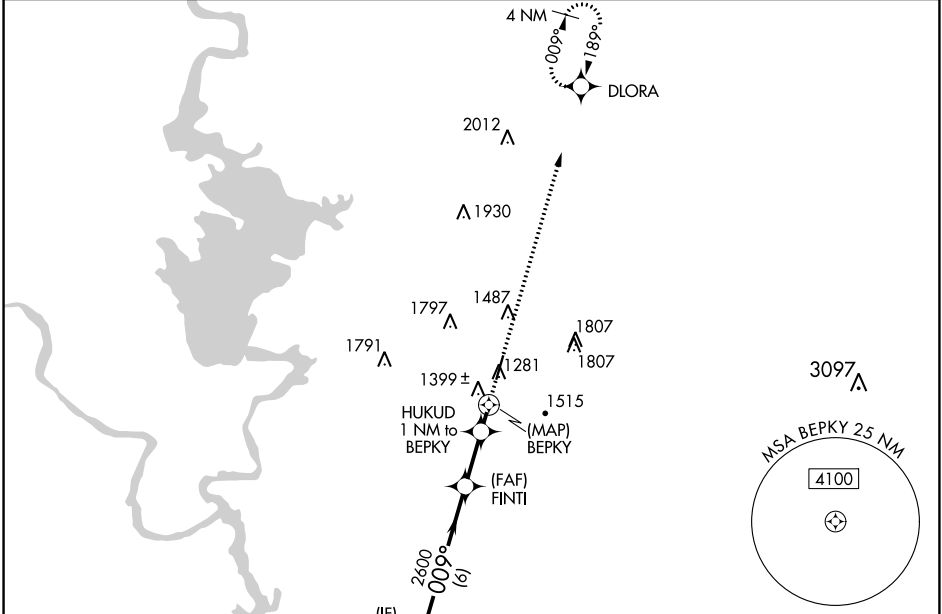 4 NM
009°
189°
DLORA
2012
1930
1487
1797
1807
1807
1791
1281
1399 ±
3097
1515
HUKUD
1 NM to
BEPKY
(MAP)
BEPKY
MSA BEPKY 25 NM
4100
(FAF)
FINTI
2600
009°
(6)
(IF)